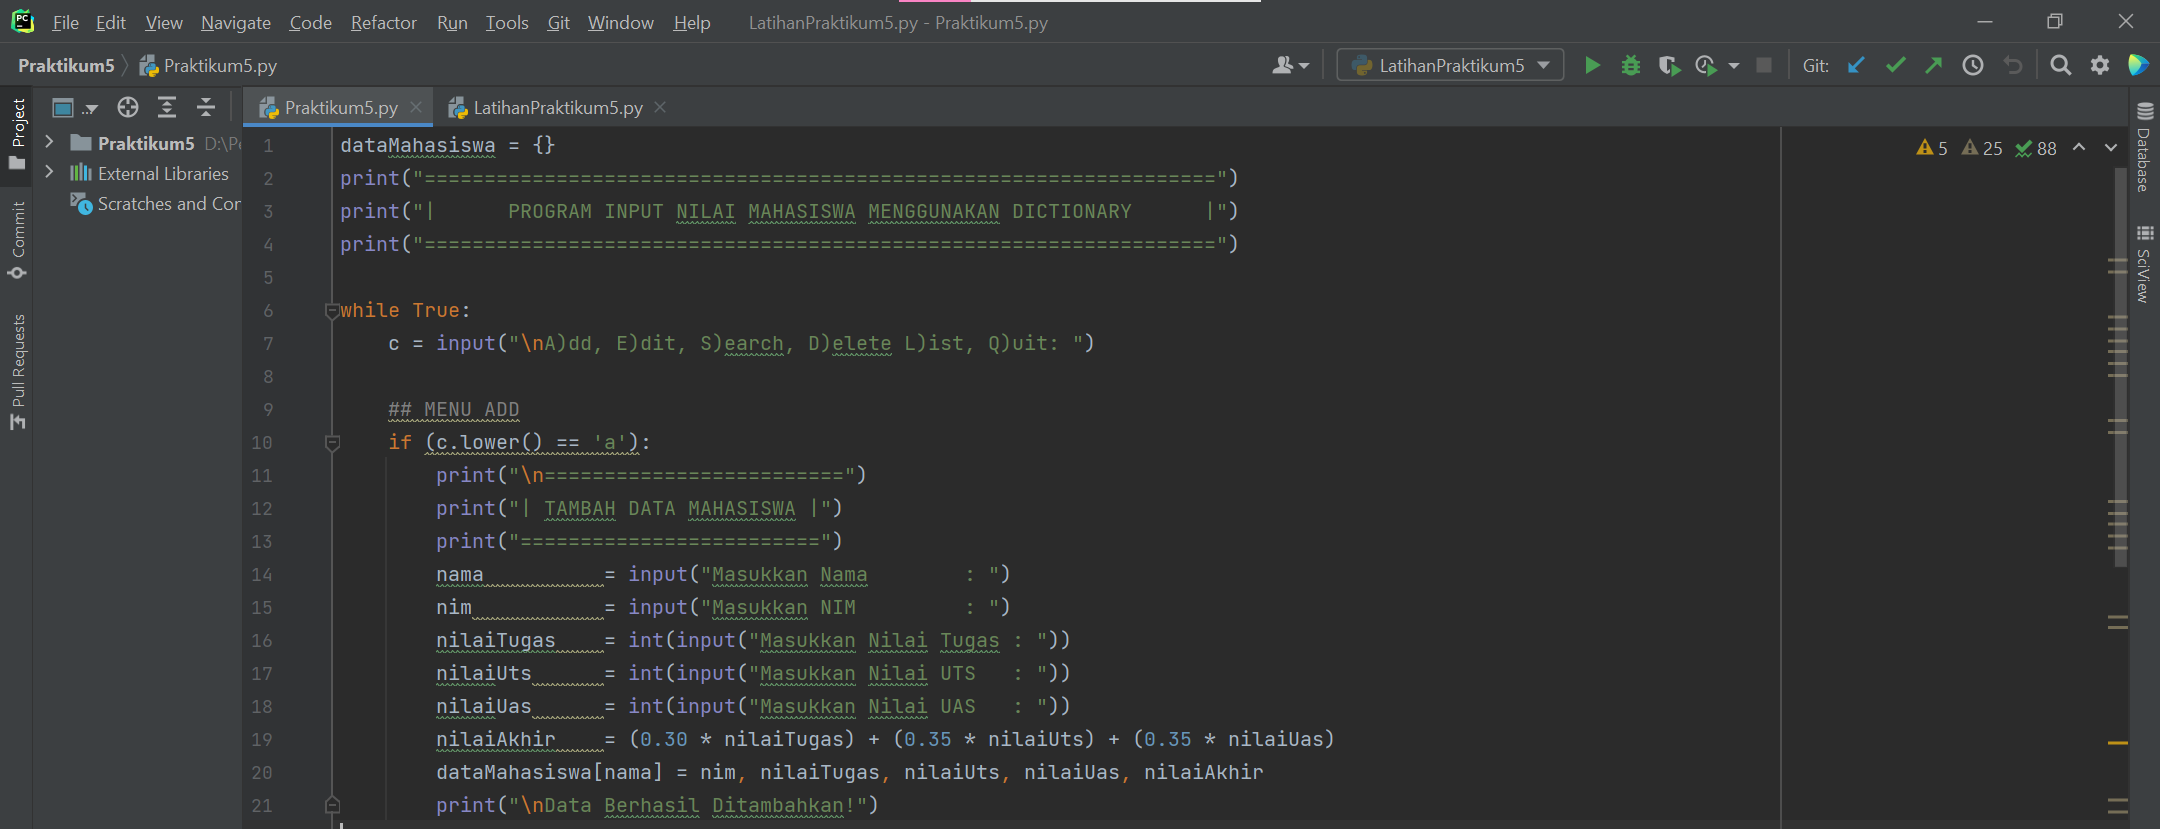 File Edit View Navigate Code Refactor Run Tools Git Window Help LatihanPraktikum5.py - Praktikum5.py
Praktikum5 Praktikum5.py LatihanPraktikum5 Git:
Project
Commit
Pull Requests
Praktikum5 D:\Pe
External Libraries
Scratches and Cor
Praktikum5.py LatihanPraktikum5.py
5 25 88
1 dataMahasiswa = {}
2 print("==================================================================")
3 print("|      PROGRAM INPUT NILAI MAHASISWA MENGGUNAKAN DICTIONARY      |")
4 print("==================================================================")
5
6 while True:
7     c = input("\nA)dd, E)dit, S)earch, D)elete L)ist, Q)uit: ")
8
9     ## MENU ADD
10     if (c.lower() == 'a'):
11         print("\n=========================")
12         print("| TAMBAH DATA MAHASISWA |")
13         print("=========================")
14         nama          = input("Masukkan Nama        : ")
15         nim           = input("Masukkan NIM         : ")
16         nilaiTugas    = int(input("Masukkan Nilai Tugas : "))
17         nilaiUts      = int(input("Masukkan Nilai UTS   : "))
18         nilaiUas      = int(input("Masukkan Nilai UAS   : "))
19         nilaiAkhir    = (0.30 * nilaiTugas) + (0.35 * nilaiUts) + (0.35 * nilaiUas)
20         dataMahasiswa[nama] = nim, nilaiTugas, nilaiUts, nilaiUas, nilaiAkhir
21         print("\nData Berhasil Ditambahkan!")
Database
SciView